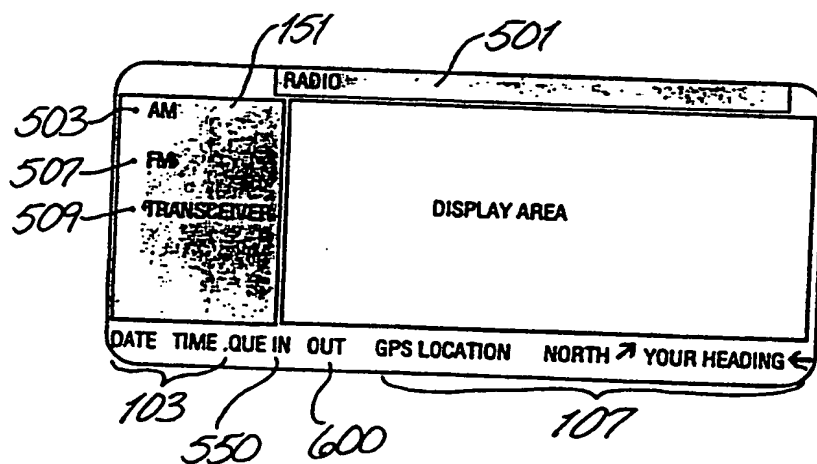 151
501
RADIO
503
AM
507
FM
509
TRANSCEIVER
DISPLAY AREA
DATE TIME .QUE IN OUT GPS LOCATION NORTH ↗ YOUR HEADING ←
103
550
600
107